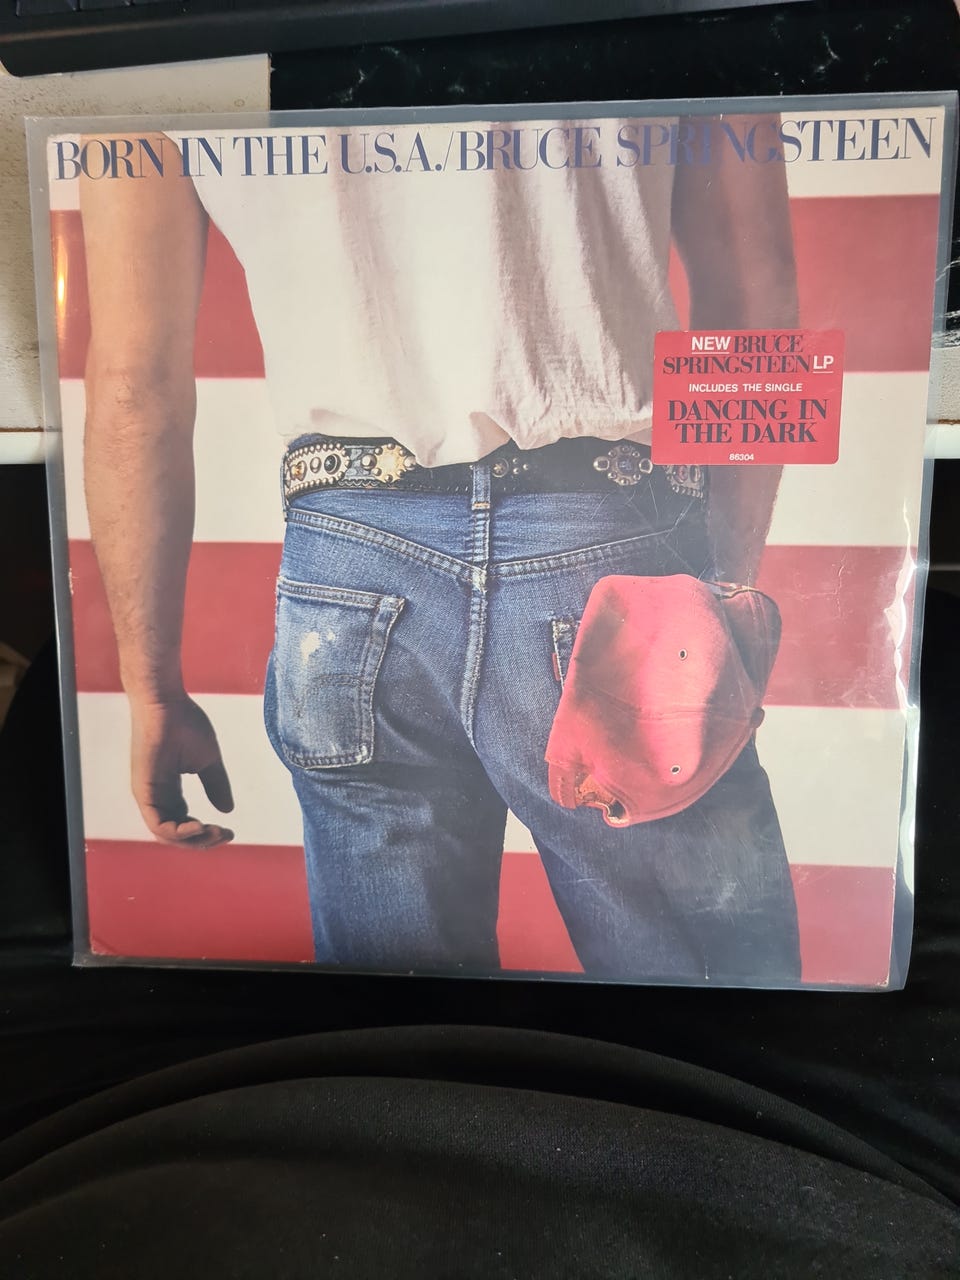 BORN IN THE U.S.A./BRUCE SPRINGSTEEN
NEW BRUCE
SPRINGSTEEN LP
INCLUDES THE SINGLE
DANCING IN
THE DARK
86304